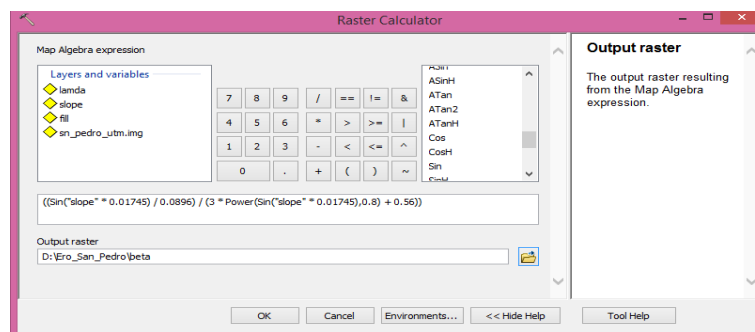 Raster Calculator
Map Algebra expression
Layers and variables
lamda
slope
fill
sn_pedro_utm.img
7 8 9 / == != &
4 5 6 * > >= |
1 2 3 - < <= ^
0 . + ( ) ~
ASin
ASinH
ATan
ATan2
ATanH
Cos
CosH
Sin
SinH
((Sin("slope" * 0.01745) / 0.0896) / (3 * Power(Sin("slope" * 0.01745),0.8) + 0.56))
Output raster
D:\Ero_San_Pedro\beta
OK
Cancel
Environments...
<< Hide Help
Tool Help
Output raster
The output raster resulting
from the Map Algebra
expression.